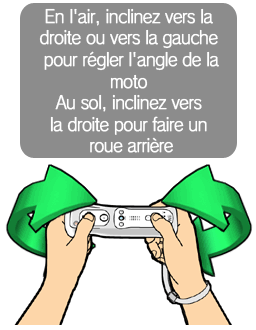 En l'air, inclinez vers la
droite ou vers la gauche
pour régler l'angle de la
moto
Au sol, inclinez vers
la droite pour faire un
roue arrière